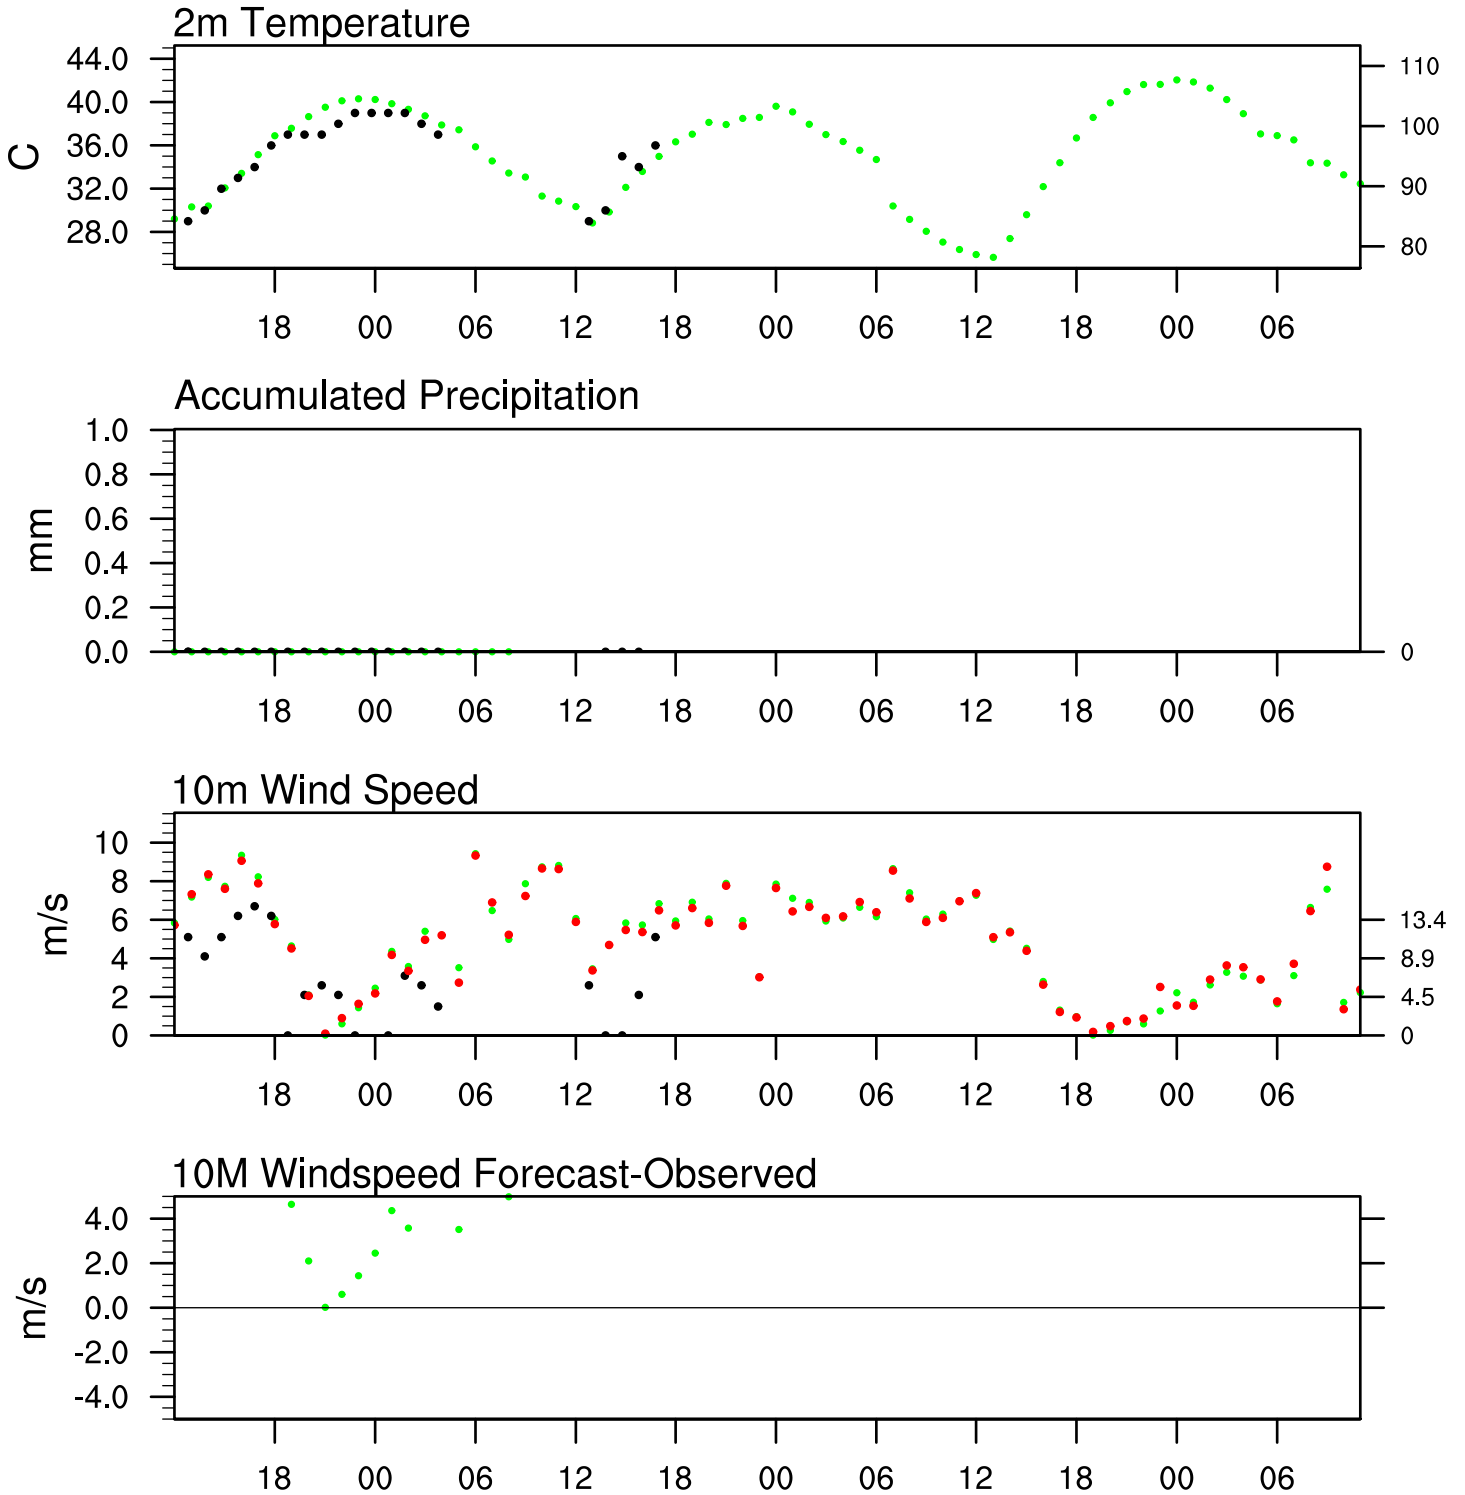 2m Temperature
44.0
40.0
36.0
32.0
28.0
C
110
100
90
80
18 00 06 12 18 00 06 12 18 00 06
Accumulated Precipitation
1.0
0.8
0.6
0.4
0.2
0.0
mm
0
18 00 06 12 18 00 06 12 18 00 06
10m Wind Speed
10
8
6
4
2
0
m/s
13.4
8.9
4.5
0
18 00 06 12 18 00 06 12 18 00 06
10M Windspeed Forecast-Observed
4.0
2.0
0.0
-2.0
-4.0
m/s
18 00 06 12 18 00 06 12 18 00 06